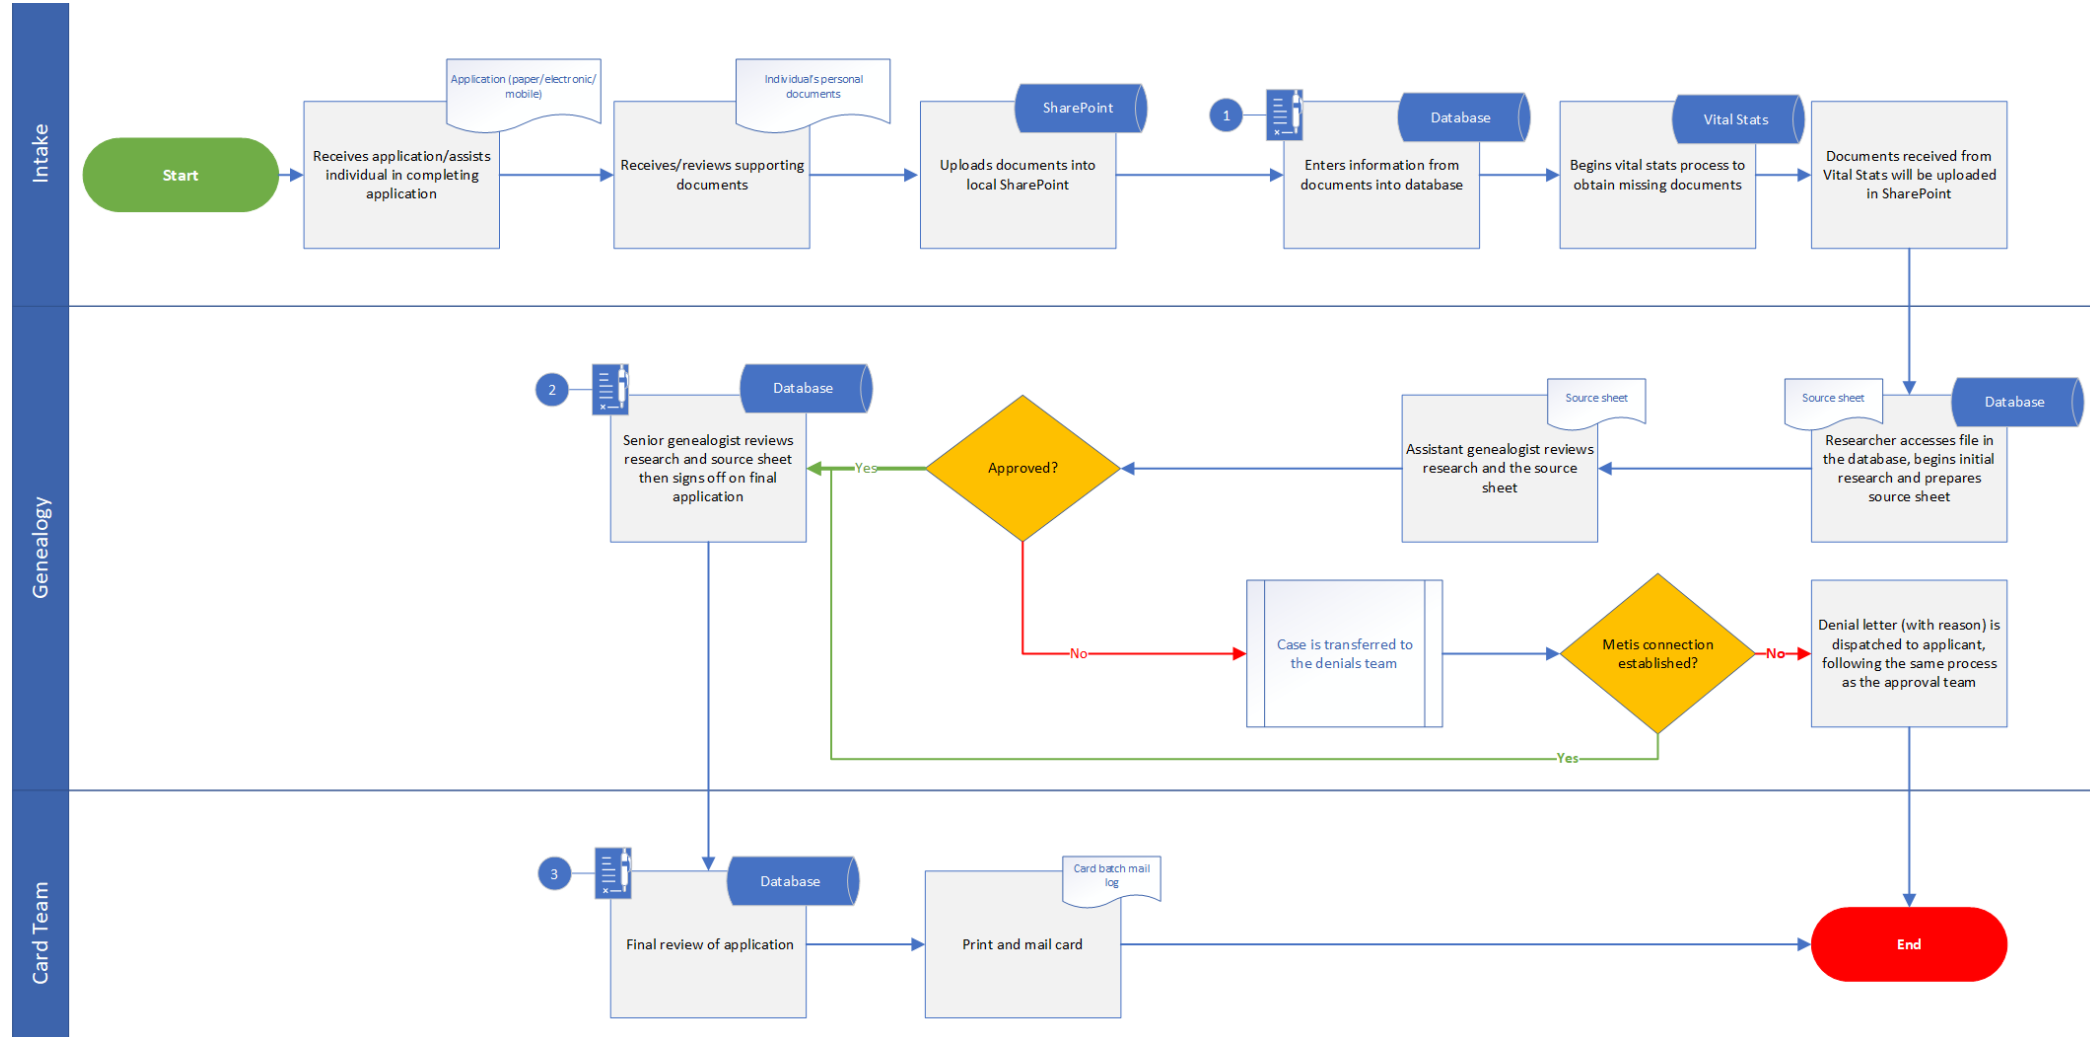 Intake
Start
Application (paper/electronic/
mobile)
Receives application/assists
individual in completing
application
Individual's personal
documents
Receives/reviews supporting
documents
SharePoint
Uploads documents into
local SharePoint
1
Database
Enters information from
documents into database
Vital Stats
Begins vital stats process to
obtain missing documents
Documents received from
Vital Stats will be uploaded
in SharePoint
Genealogy
Source sheet
Database
Researcher accesses file in
the database, begins initial
research and prepares
source sheet
Source sheet
Assistant genealogist reviews
research and the source
sheet
Approved?
Yes
2
Database
Senior genealogist reviews
research and source sheet
then signs off on final
application
No
Case is transferred to
the denials team
Metis connection
established?
No
Denial letter (with reason) is
dispatched to applicant,
following the same process
as the approval team
Yes
Card Team
3
Database
Final review of application
Card batch mail
log
Print and mail card
End